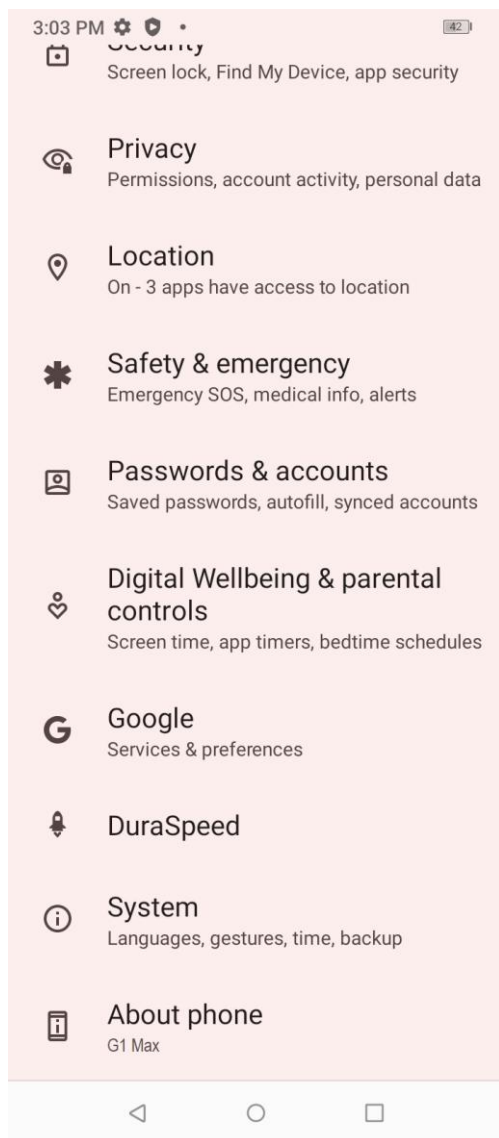 3:03 PM
42
Security
Screen lock, Find My Device, app security
Privacy
Permissions, account activity, personal data
Location
On - 3 apps have access to location
Safety & emergency
Emergency SOS, medical info, alerts
Passwords & accounts
Saved passwords, autofill, synced accounts
Digital Wellbeing & parental
controls
Screen time, app timers, bedtime schedules
Google
Services & preferences
DuraSpeed
System
Languages, gestures, time, backup
About phone
G1 Max